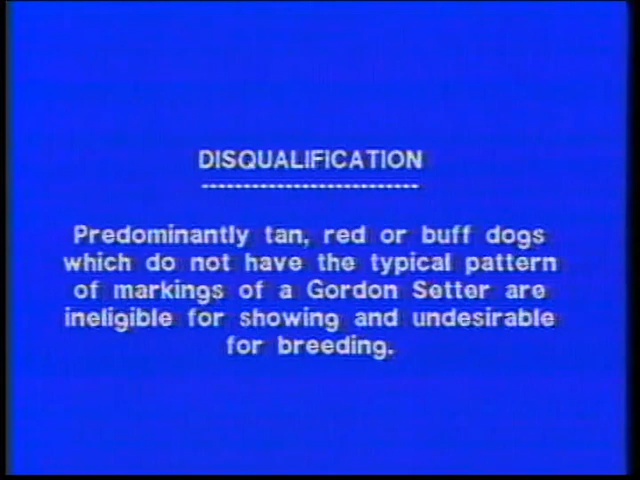 DISQUALIFICATION
--------------------------
Predominantly tan, red or buff dogs
which do not have the typical pattern
of markings of a Gordon Setter are
ineligible for showing and undesirable
for breeding.